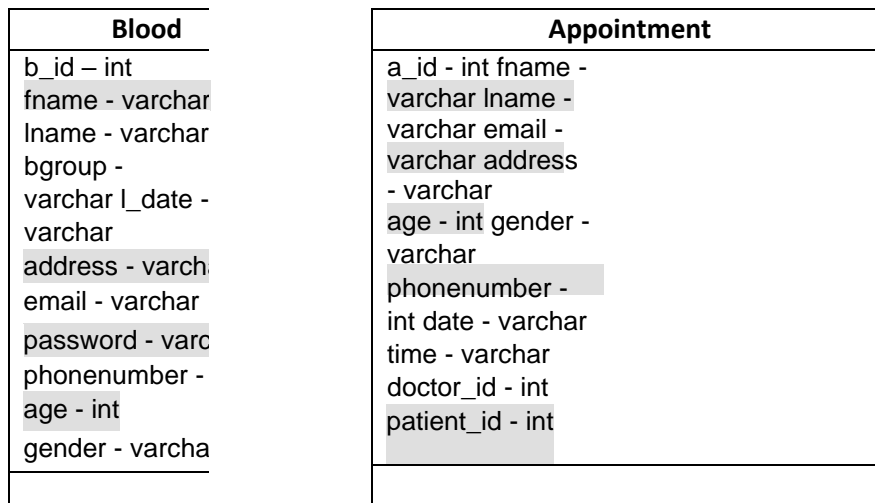 Blood
b_id – int
fname - varchar
lname - varchar
bgroup -
varchar l_date -
varchar
address - varch
email - varchar
password - varc
phonenumber -
age - int
gender - varcha
Appointment
a_id - int fname -
varchar lname -
varchar email -
varchar address
- varchar
age - int gender -
varchar
phonenumber -
int date - varchar
time - varchar
doctor_id - int
patient_id - int